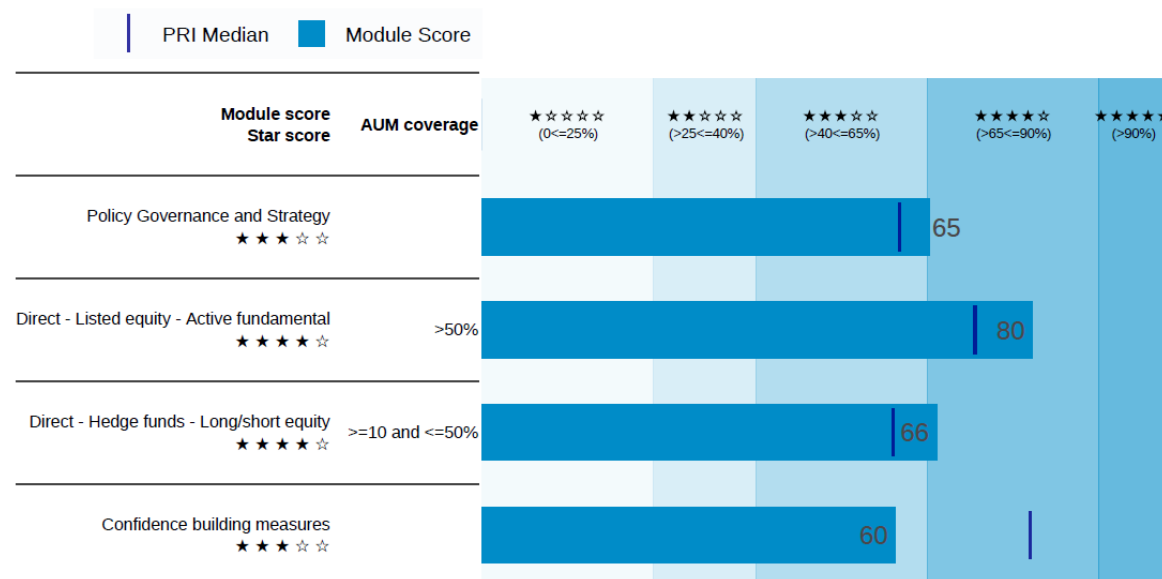 PRI Median Module Score
Module score
Star score
AUM coverage
★☆☆☆☆
(0<=25%)
★★☆☆☆
(>25<=40%)
★★★☆☆
(>40<=65%)
★★★★☆
(>65<=90%)
★★★★★
(>90%)
Policy Governance and Strategy
★★★☆☆
65
Direct - Listed equity - Active fundamental
★★★★☆
>50%
80
Direct - Hedge funds - Long/short equity
★★★★☆
>=10 and <=50%
66
Confidence building measures
★★★☆☆
60